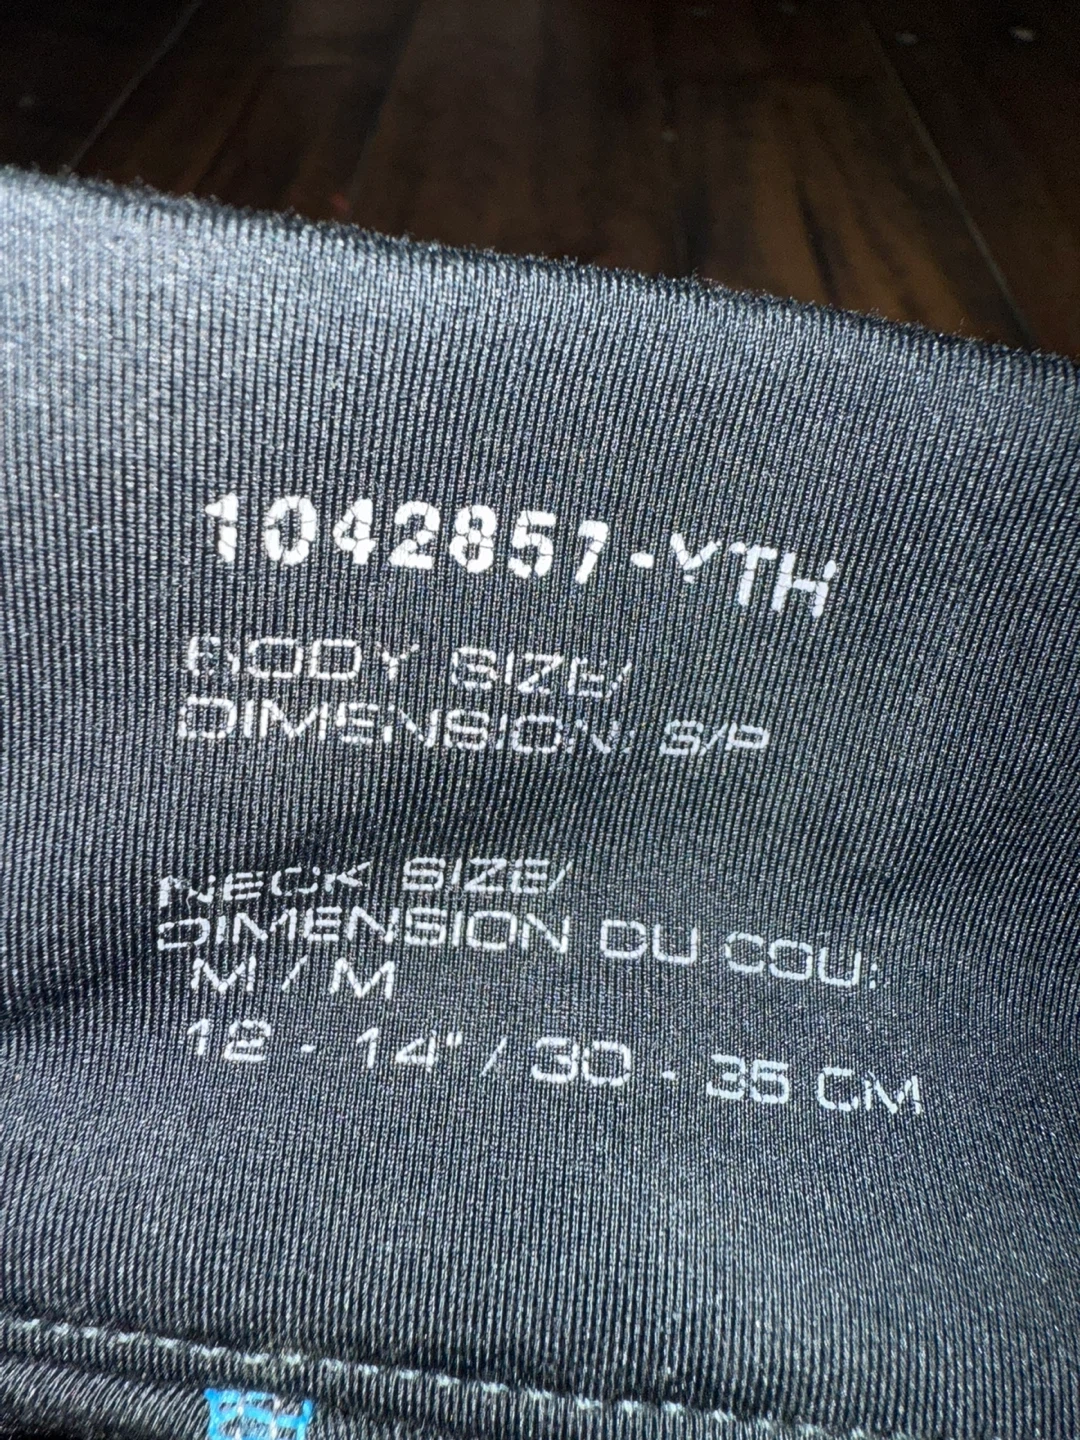 1042857-YTH
BODY SIZE/
DIMENSION: S/P
NECK SIZE/
DIMENSION DU COU:
M / M
12 - 14" / 30 - 35 CM